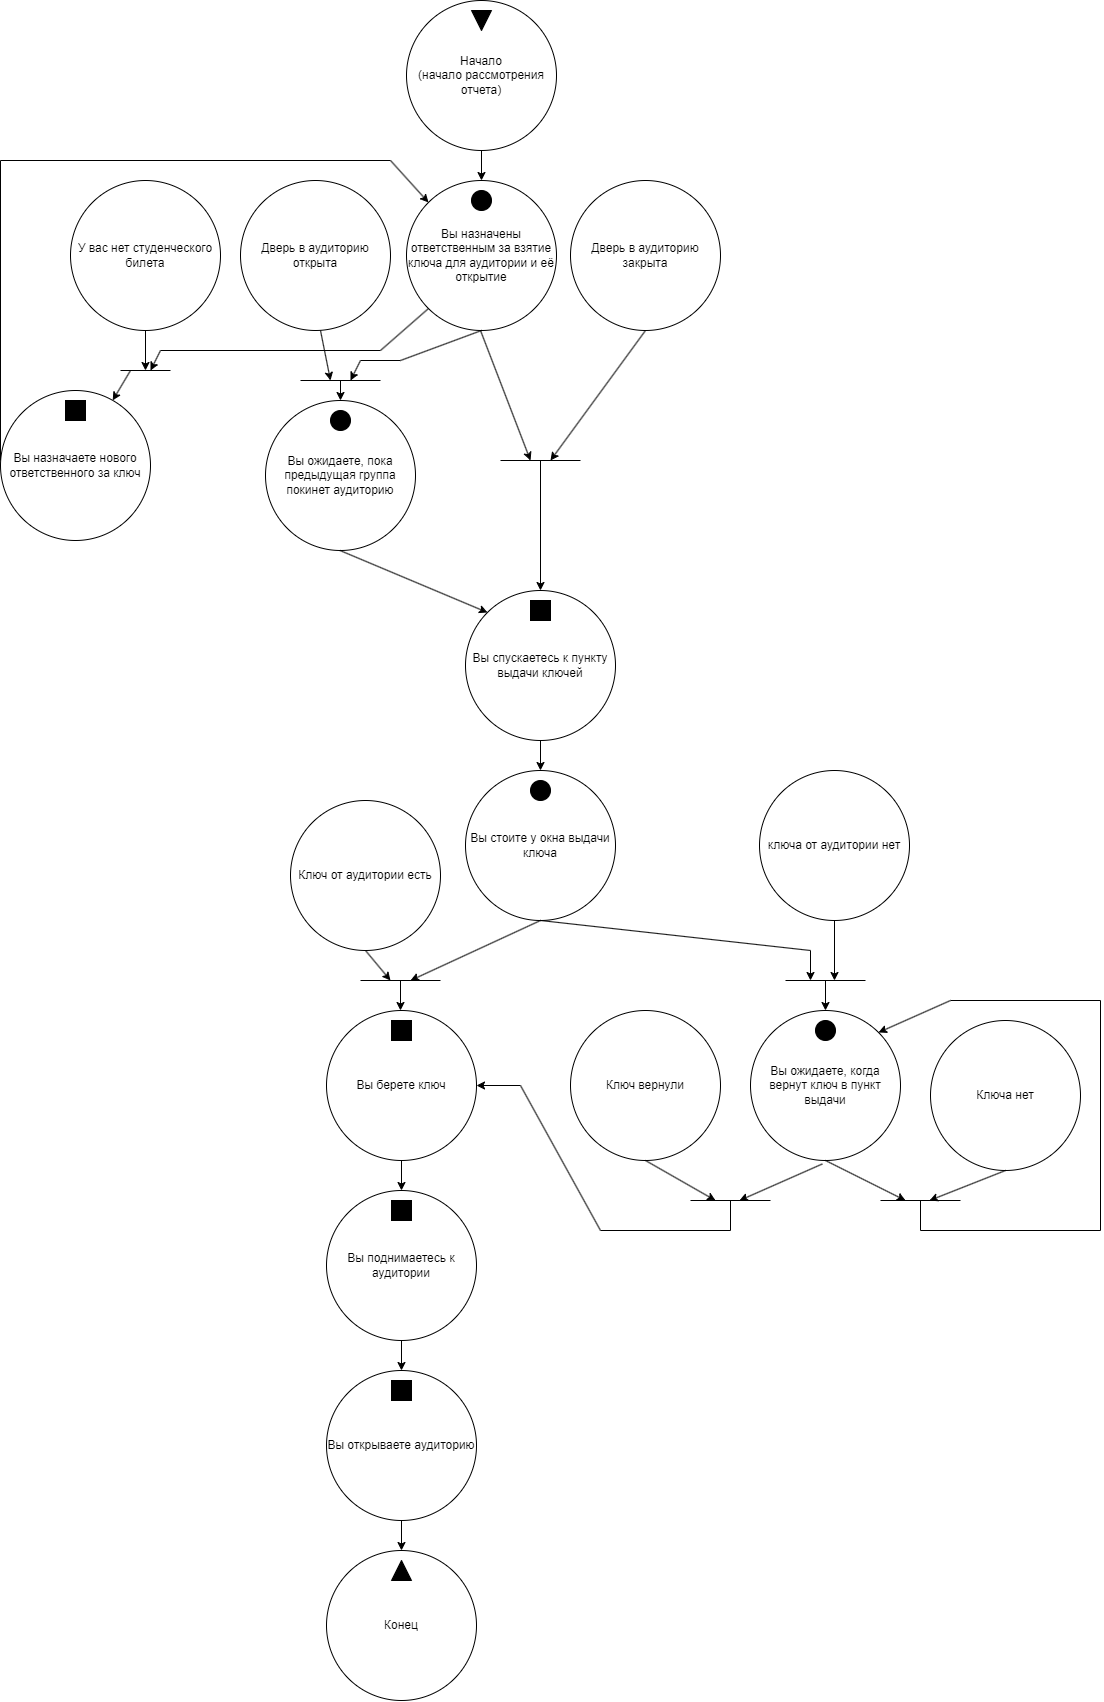 Начало
(начало рассмотрения
отчета)
У вас нет студенческого
билета
Дверь в аудиторию
открыта
Вы назначены
ответственным за взятие
ключа для аудитории и её
открытие
Дверь в аудиторию
закрыта
Вы назначаете нового
ответственного за ключ
Вы ожидаете, пока
предыдущая группа
покинет аудиторию
Вы спускаетесь к пункту
выдачи ключей
Вы стоите у окна выдачи
ключа
Ключ от аудитории есть
ключа от аудитории нет
Вы берете ключ
Ключ вернули
Вы ожидаете, когда
вернут ключ в пункт
выдачи
Ключа нет
Вы поднимаетесь к
аудитории
Вы открываете аудиторию
Конец